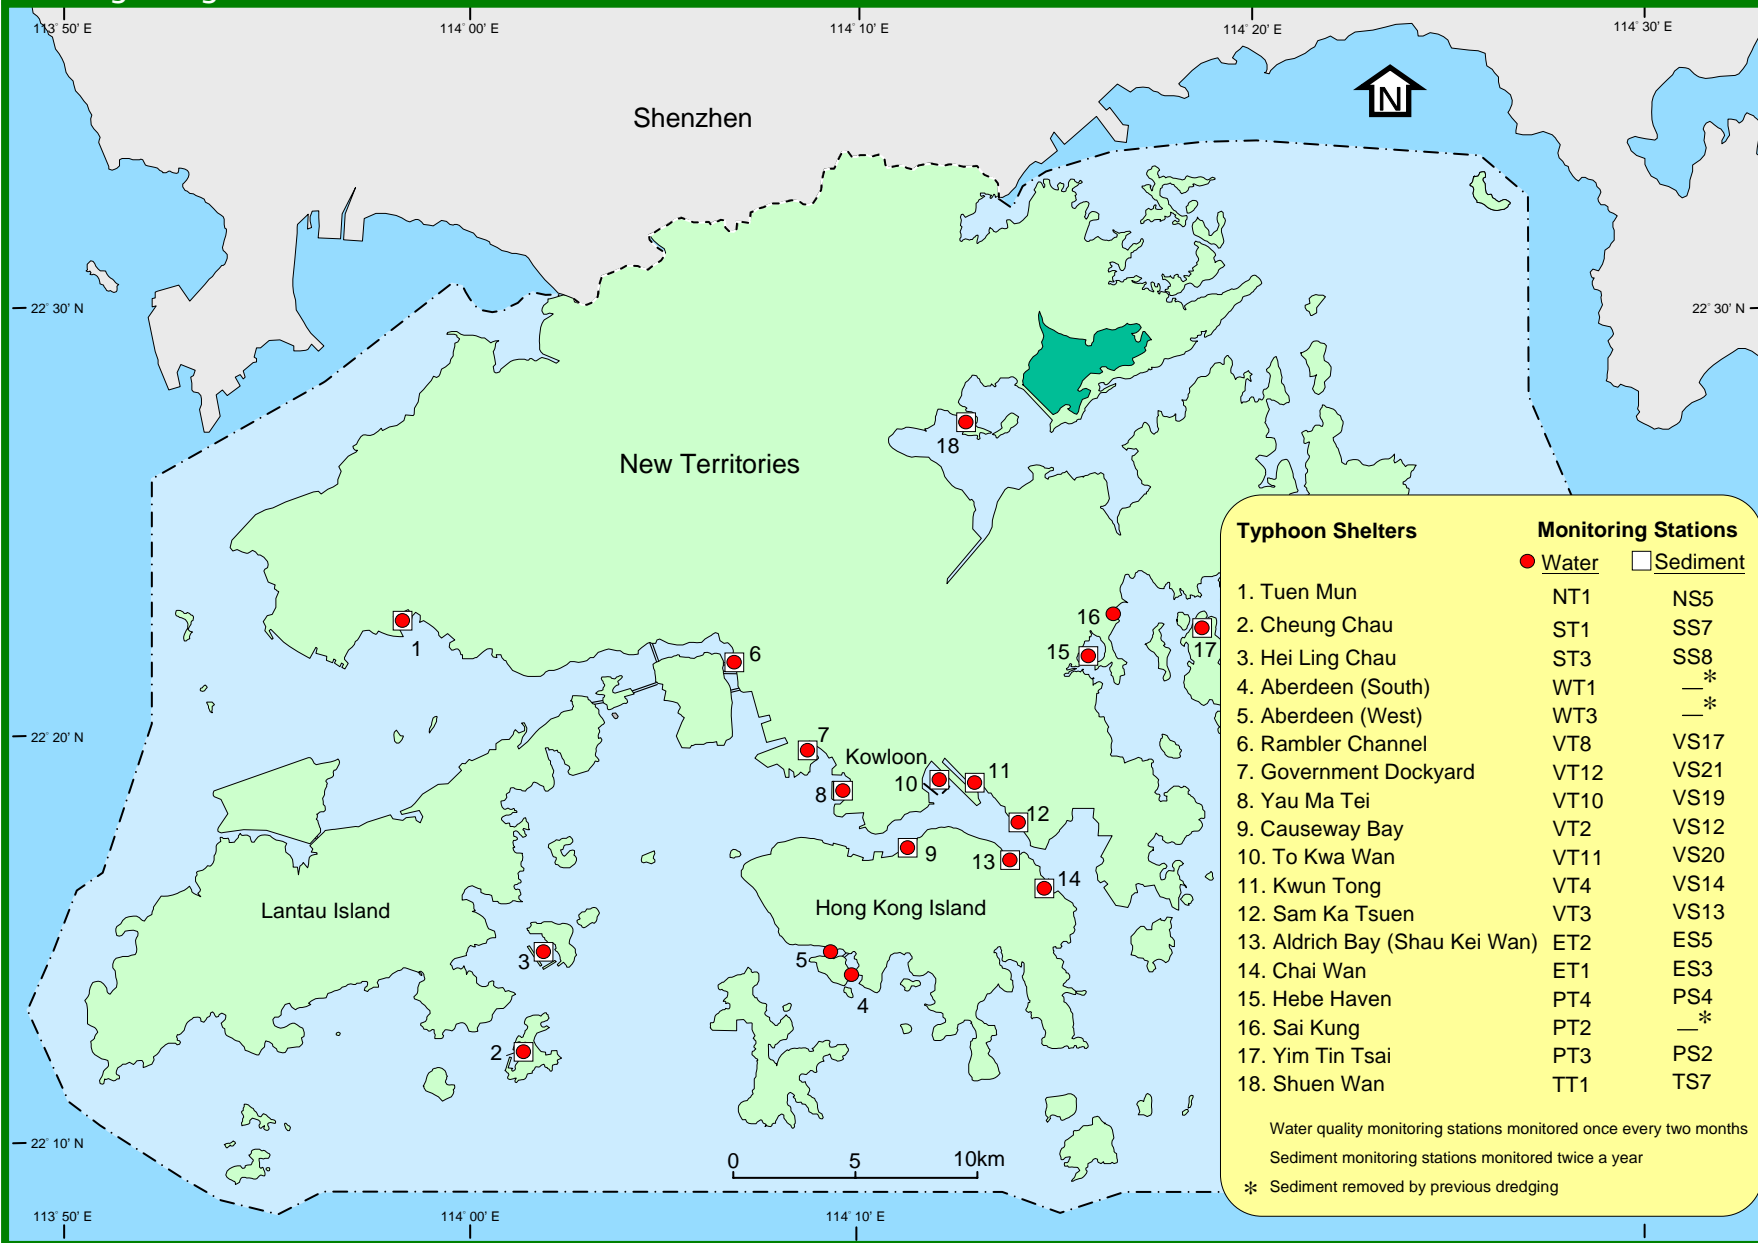 113° 50' E
114° 00' E
114° 10' E
114° 20' E
114° 30' E
N
Shenzhen
22° 30' N
22° 30' N
New Territories
18
1
6
16
15
17
7
Kowloon
8
10
11
12
9
13
14
Lantau Island
Hong Kong Island
3
5
4
2
22° 20' N
22° 10' N
0 5 10km
113° 50' E
114° 00' E
114° 10' E
Typhoon Shelters Monitoring Stations
Water Sediment
1. Tuen Mun NT1 NS5
2. Cheung Chau ST1 SS7
3. Hei Ling Chau ST3 SS8
4. Aberdeen (South) WT1 —*
5. Aberdeen (West) WT3 —*
6. Rambler Channel VT8 VS17
7. Government Dockyard VT12 VS21
8. Yau Ma Tei VT10 VS19
9. Causeway Bay VT2 VS12
10. To Kwa Wan VT11 VS20
11. Kwun Tong VT4 VS14
12. Sam Ka Tsuen VT3 VS13
13. Aldrich Bay (Shau Kei Wan) ET2 ES5
14. Chai Wan ET1 ES3
15. Hebe Haven PT4 PS4
16. Sai Kung PT2 —*
17. Yim Tin Tsai PT3 PS2
18. Shuen Wan TT1 TS7
Water quality monitoring stations monitored once every two months
Sediment monitoring stations monitored twice a year
* Sediment removed by previous dredging